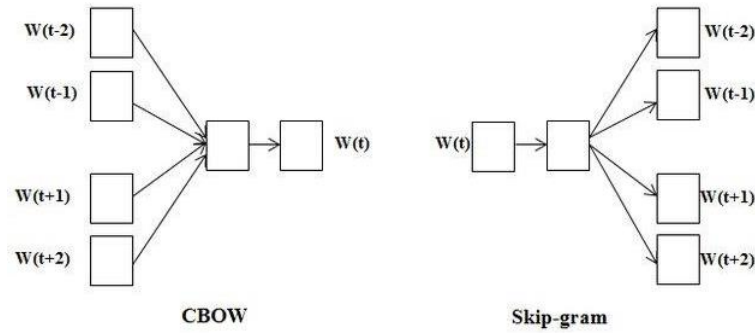 W(t-2)
W(t-1)
W(t)
W(t+1)
W(t+2)
CBOW
W(t-2)
W(t-1)
W(t)
W(t+1)
W(t+2)
Skip-gram